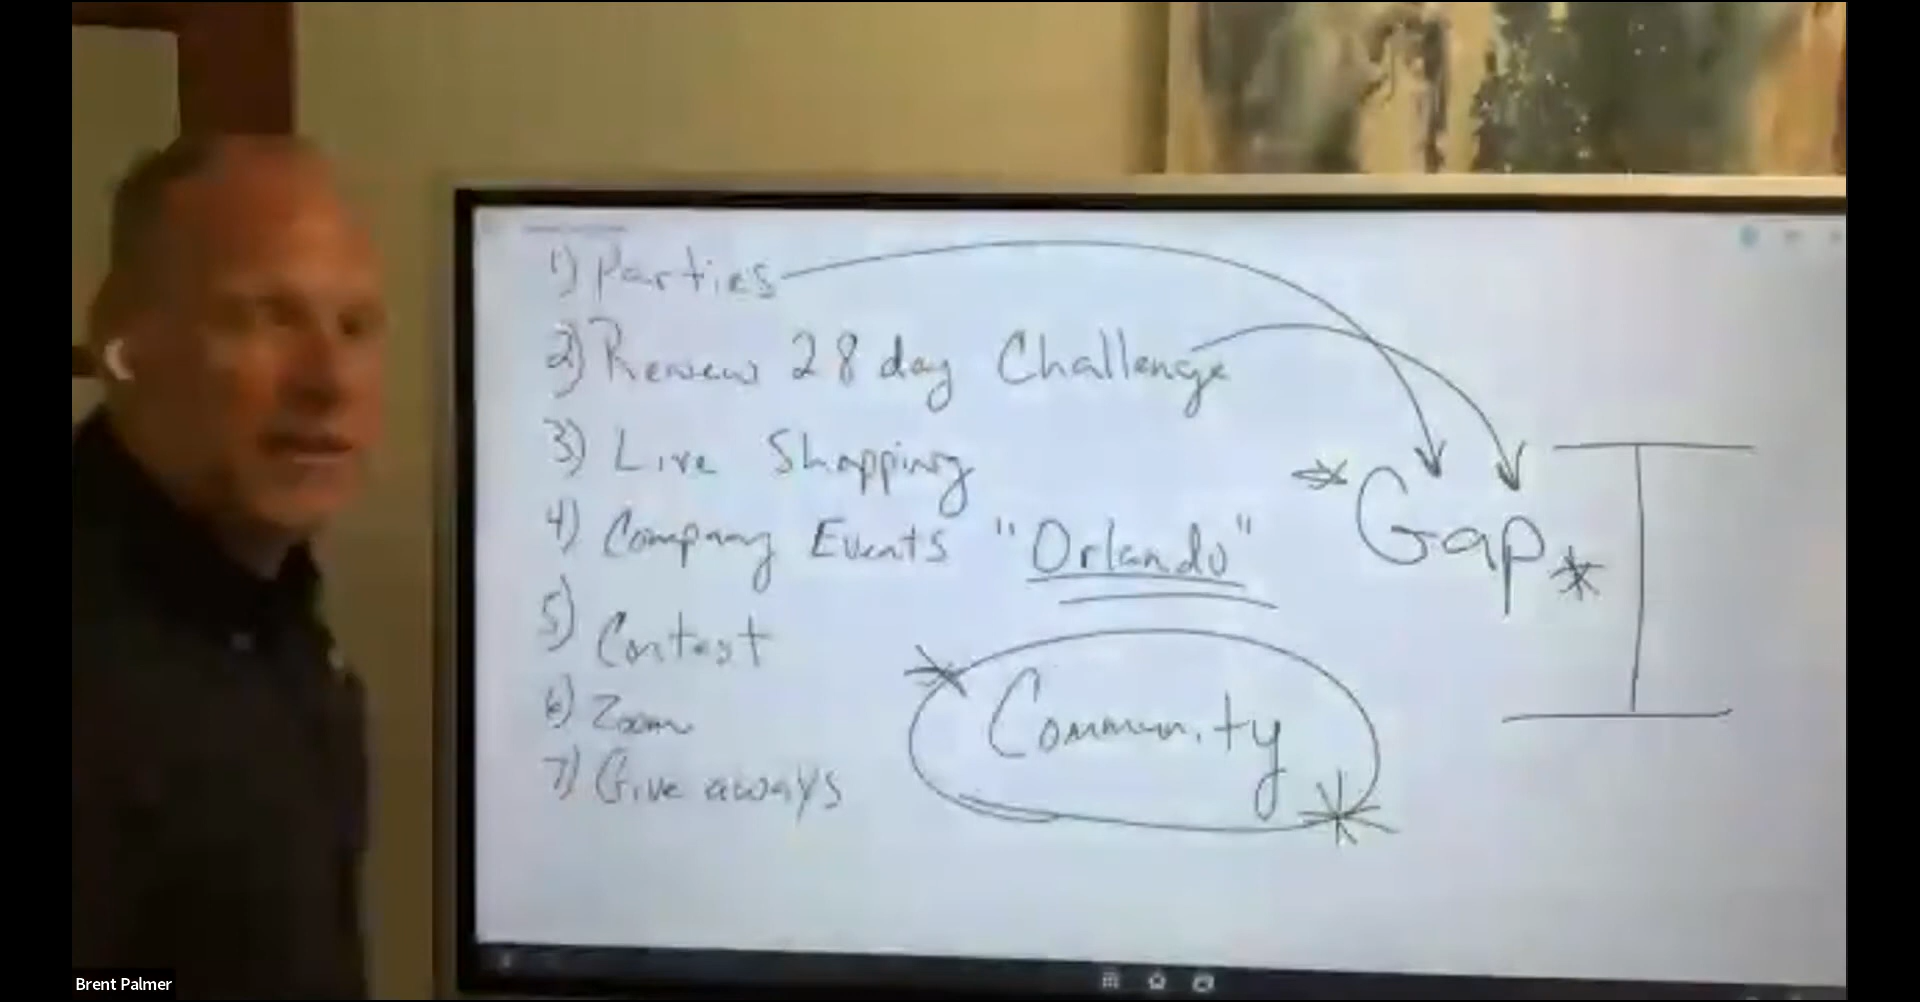 1) Parties
2) Renew 28 day Challenge
3) Live Shopping
4) Company Events "Orlando"
5) Contest
6) Zoom
7) Give aways
* Gap *
* Community *
Brent Palmer